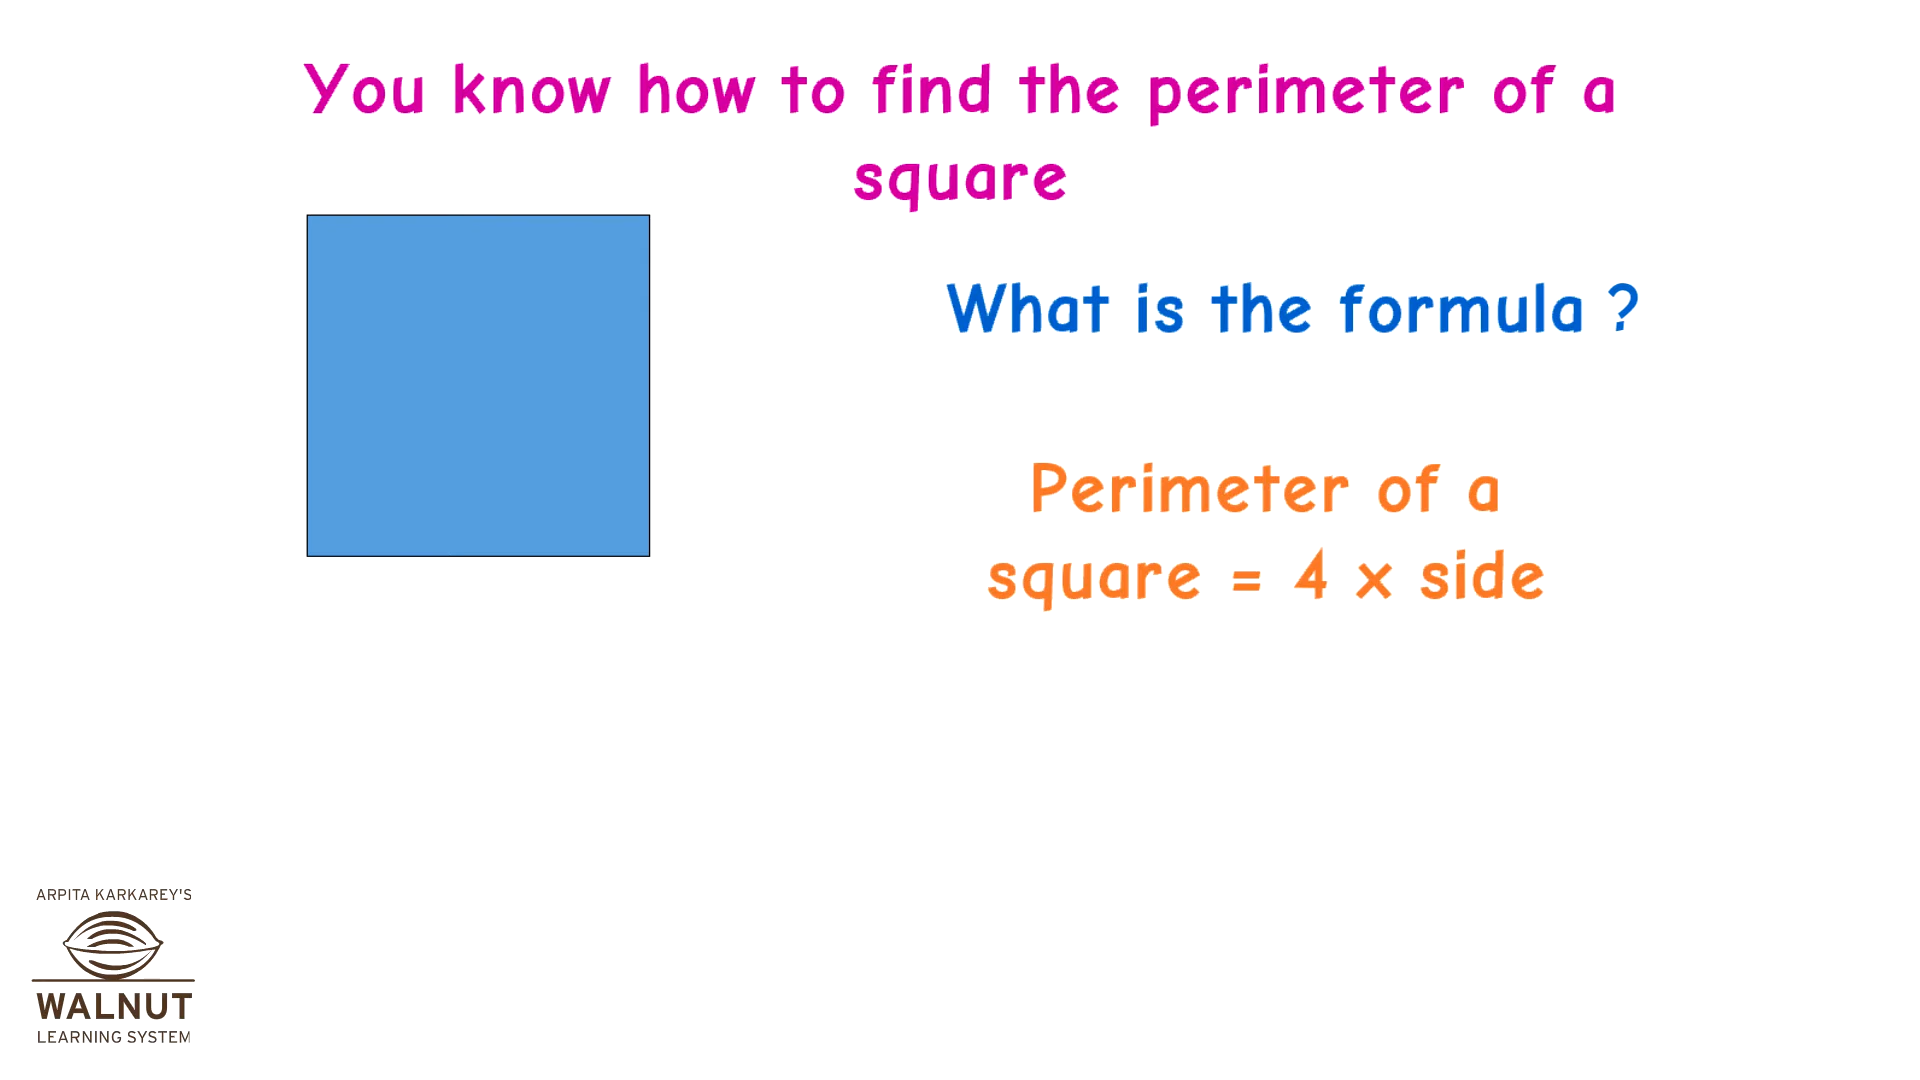 You know how to find the perimeter of a
square
What is the formula ?
Perimeter of a
square = 4 x side
ARPITA KARKAREY'S
WALNUT
LEARNING SYSTEM